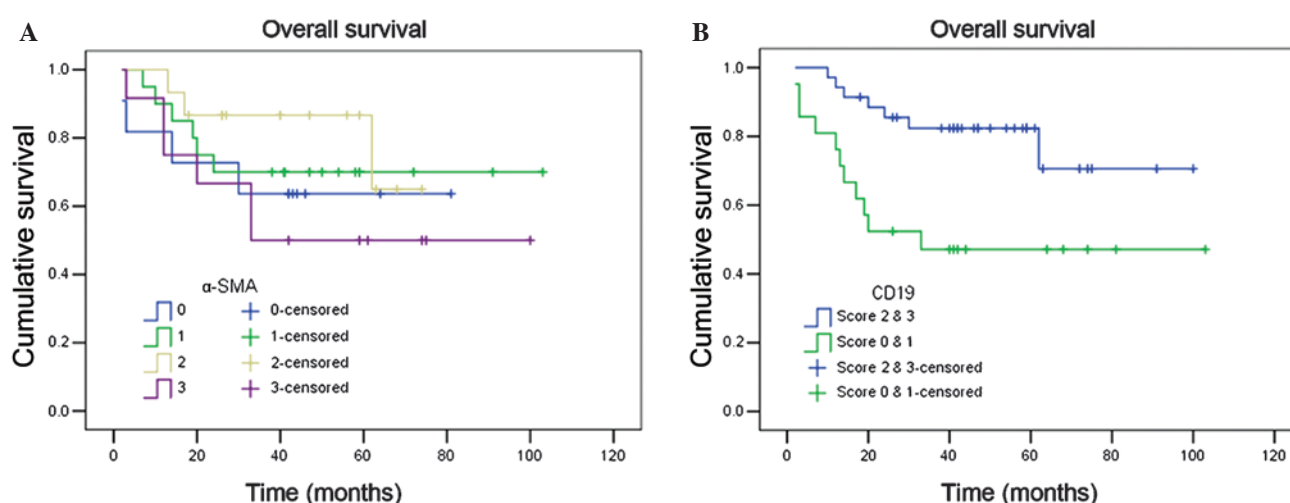 A
Overall survival
Cumulative survival
1.0
0.8
0.6
0.4
0.2
0.0
α-SMA
0 0-censored
1 1-censored
2 2-censored
3 3-censored
0 20 40 60 80 100 120
Time (months)
B
Overall survival
Cumulative survival
1.0
0.8
0.6
0.4
0.2
0.0
CD19
Score 2 & 3
Score 0 & 1
Score 2 & 3-censored
Score 0 & 1-censored
0 20 40 60 80 100 120
Time (months)